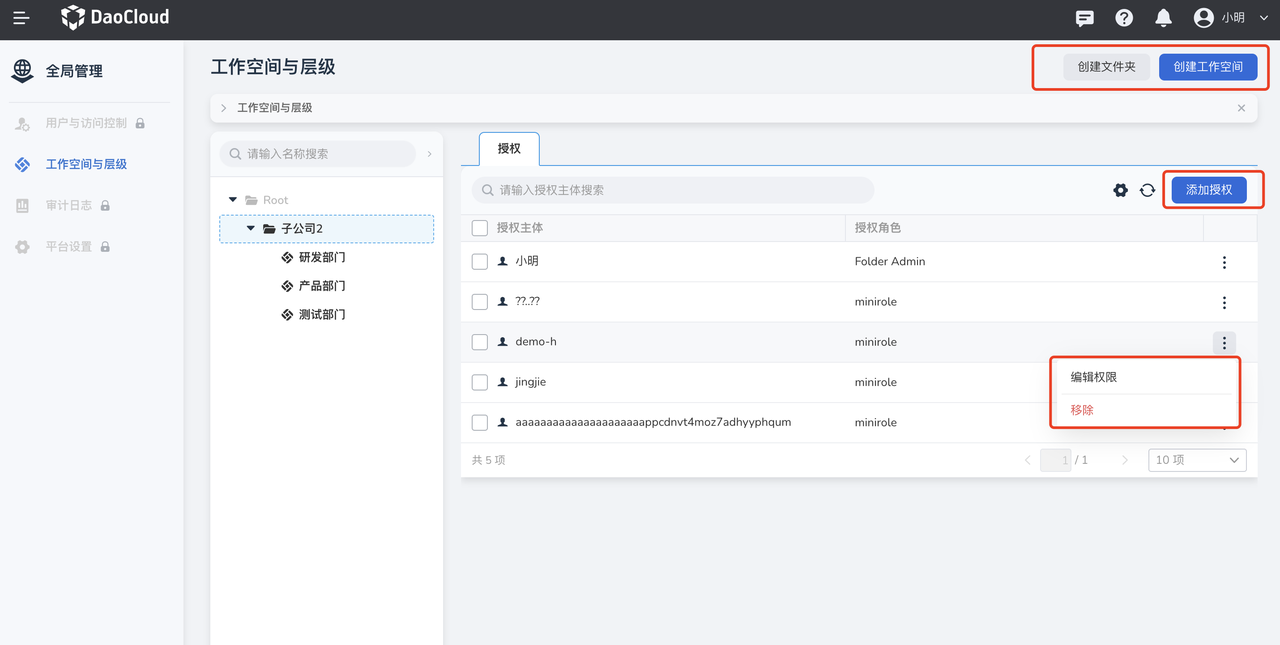 DaoCloud
小明
全局管理
用户与访问控制
工作空间与层级
审计日志
平台设置
工作空间与层级
创建文件夹
创建工作空间
工作空间与层级
请输入名称搜索
Root
子公司2
研发部门
产品部门
测试部门
授权
请输入授权主体搜索
添加授权
授权主体 授权角色
小明 Folder Admin
??..?? minirole
demo-h minirole
jingjie minirole
aaaaaaaaaaaaaaaaaaaaappcdnvt4moz7adhyyphqum minirole
编辑权限
移除
共 5 项
1 / 1
10 项